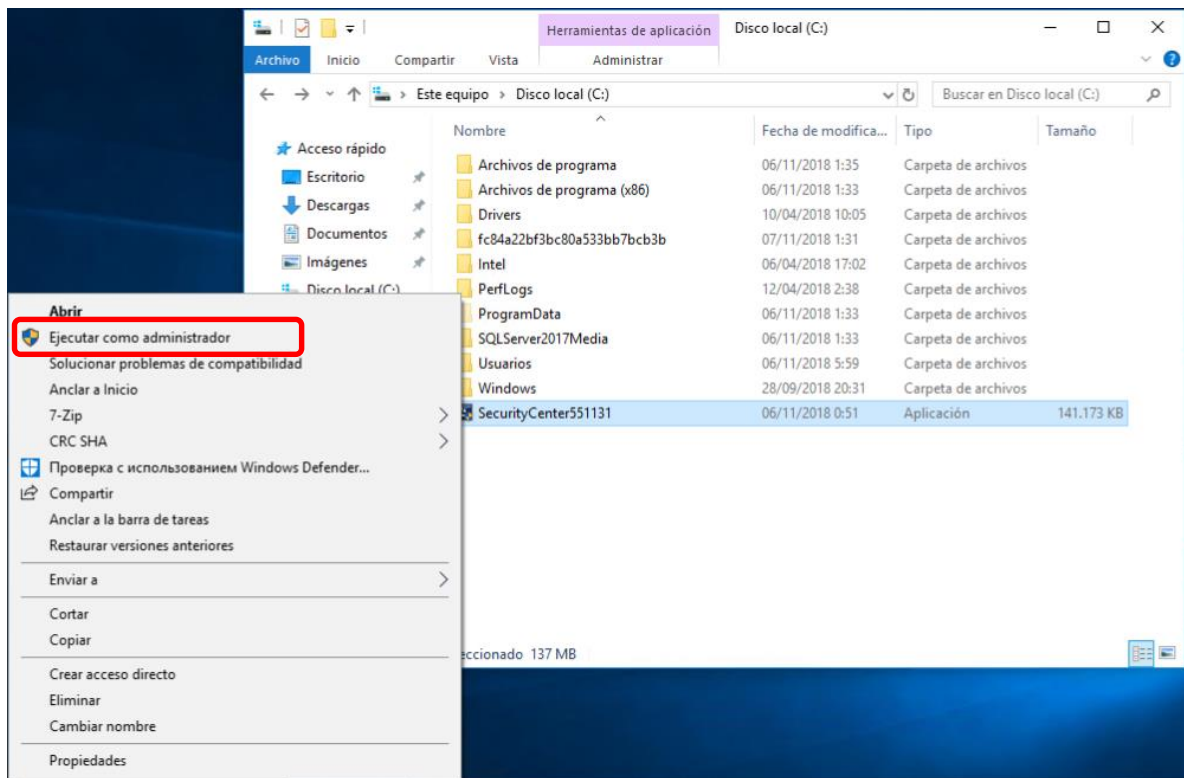 Herramientas de aplicación Disco local (C:)
Archivo Inicio Compartir Vista Administrar
Este equipo > Disco local (C:) Buscar en Disco local (C:)
Nombre Fecha de modifica... Tipo Tamaño
Acceso rápido
Escritorio
Descargas
Documentos
Imágenes
Disco local (C:)
Archivos de programa 06/11/2018 1:35 Carpeta de archivos
Archivos de programa (x86) 06/11/2018 1:33 Carpeta de archivos
Drivers 10/04/2018 10:05 Carpeta de archivos
fc84a22bf3bc80a533bb7bcb3b 07/11/2018 1:31 Carpeta de archivos
Intel 06/04/2018 17:02 Carpeta de archivos
PerfLogs 12/04/2018 2:38 Carpeta de archivos
ProgramData 06/11/2018 1:33 Carpeta de archivos
SQLServer2017Media 06/11/2018 1:33 Carpeta de archivos
Usuarios 06/11/2018 5:59 Carpeta de archivos
Windows 28/09/2018 20:31 Carpeta de archivos
SecurityCenter551131 06/11/2018 0:51 Aplicación 141.173 KB
Abrir
Ejecutar como administrador
Solucionar problemas de compatibilidad
Anclar a Inicio
7-Zip
CRC SHA
Проверка с использованием Windows Defender...
Compartir
Anclar a la barra de tareas
Restaurar versiones anteriores
Enviar a
Cortar
Copiar
Crear acceso directo
Eliminar
Cambiar nombre
Propiedades
eccionado 137 MB